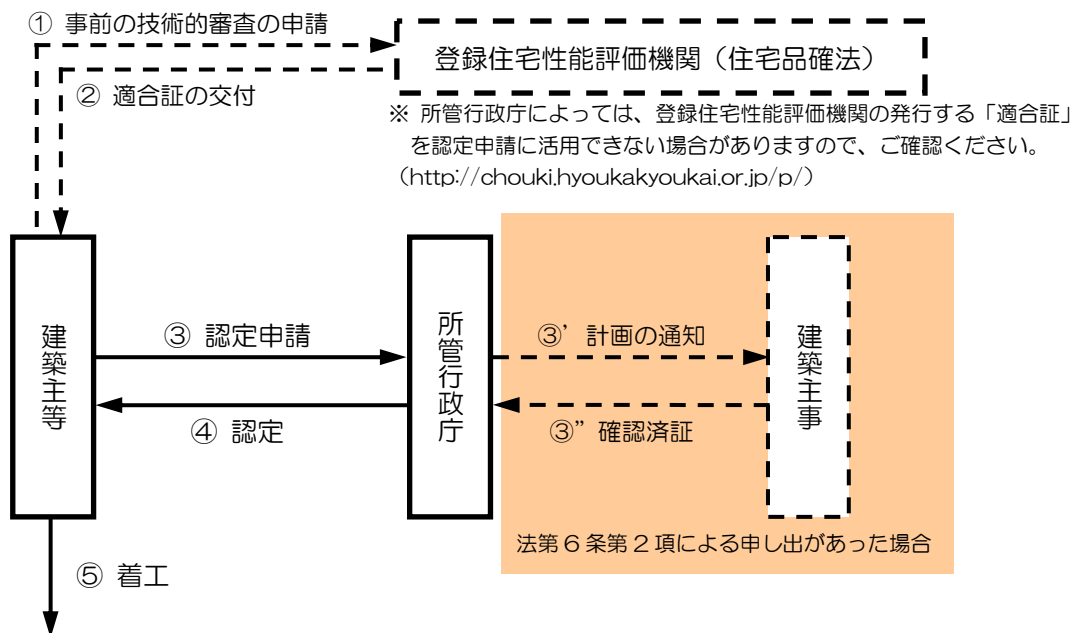 ① 事前の技術的審査の申請
登録住宅性能評価機関（住宅品確法）
② 適合証の交付
※ 所管行政庁によっては、登録住宅性能評価機関の発行する「適合証」
を認定申請に活用できない場合がありますので、ご確認ください。
（http://chouki.hyoukakyoukai.or.jp/p/）
建築主等
③ 認定申請
④ 認定
所管行政庁
③’ 計画の通知
③” 確認済証
建築主事
法第６条第２項による申し出があった場合
⑤ 着工